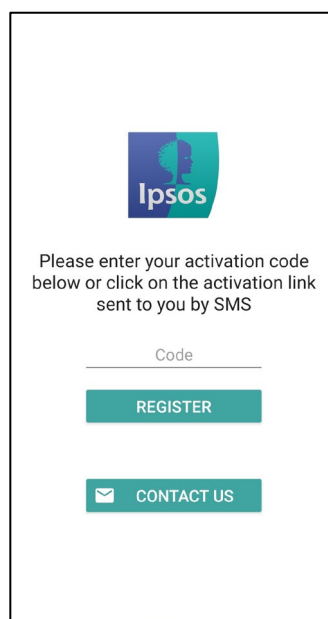 Ipsos
Please enter your activation code
below or click on the activation link
sent to you by SMS
Code
REGISTER
CONTACT US